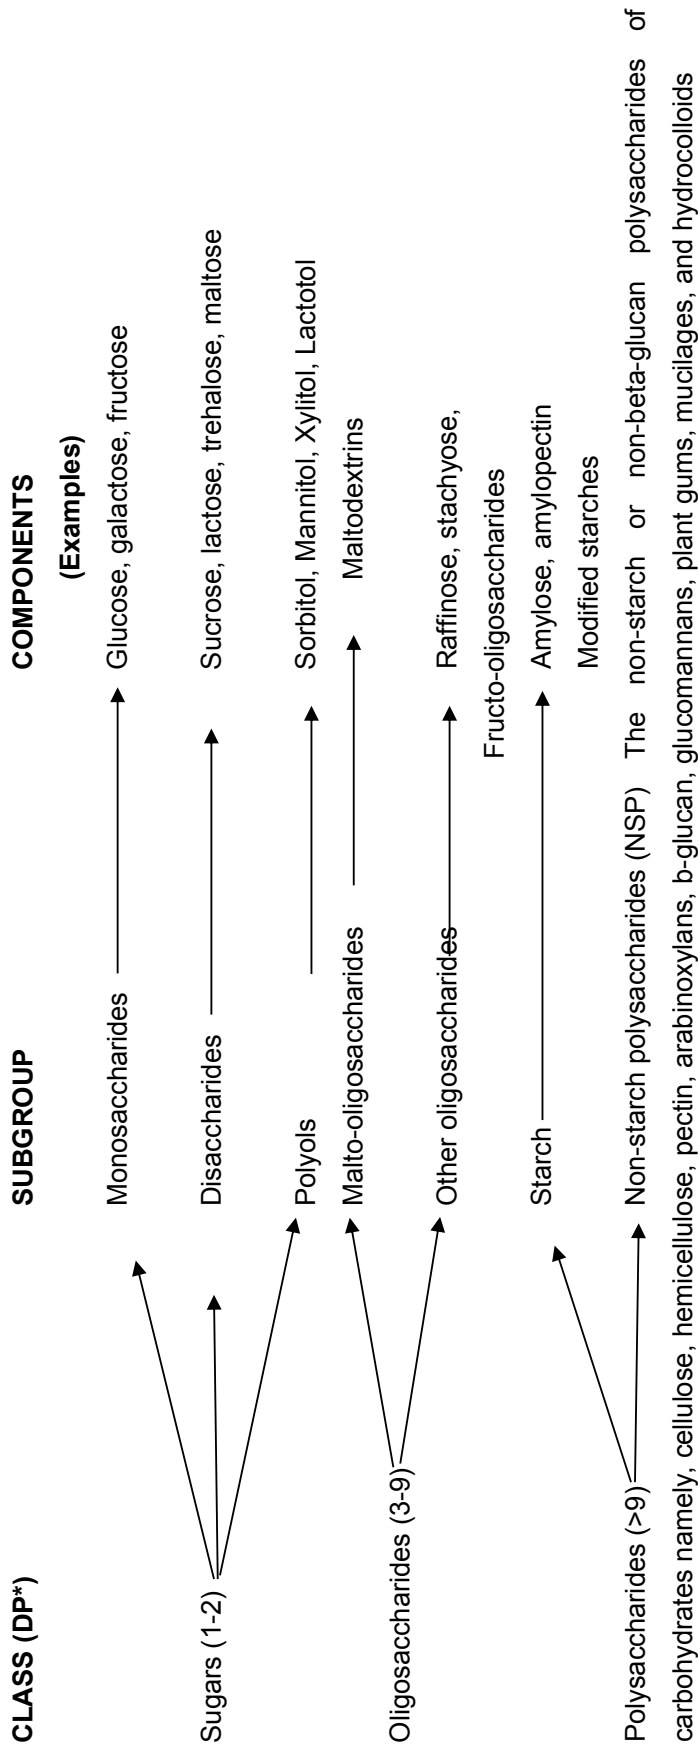 CLASS (DP*) SUBGROUP COMPONENTS
(Examples)
Monosaccharides Glucose, galactose, fructose
Sugars (1-2) Disaccharides Sucrose, lactose, trehalose, maltose
Polyols Sorbitol, Mannitol, Xylitol, Lactotol
Malto-oligosaccharides Maltodextrins
Oligosaccharides (3-9)
Other oligosaccharides Raffinose, stachyose,
Fructo-oligosaccharides
Starch Amylose, amylopectin
Modified starches
Polysaccharides (>9) Non-starch polysaccharides (NSP) The non-starch or non-beta-glucan polysaccharides of
carbohydrates namely, cellulose, hemicellulose, pectin, arabinoxylans, b-glucan, glucomannans, plant gums, mucilages, and hydrocolloids